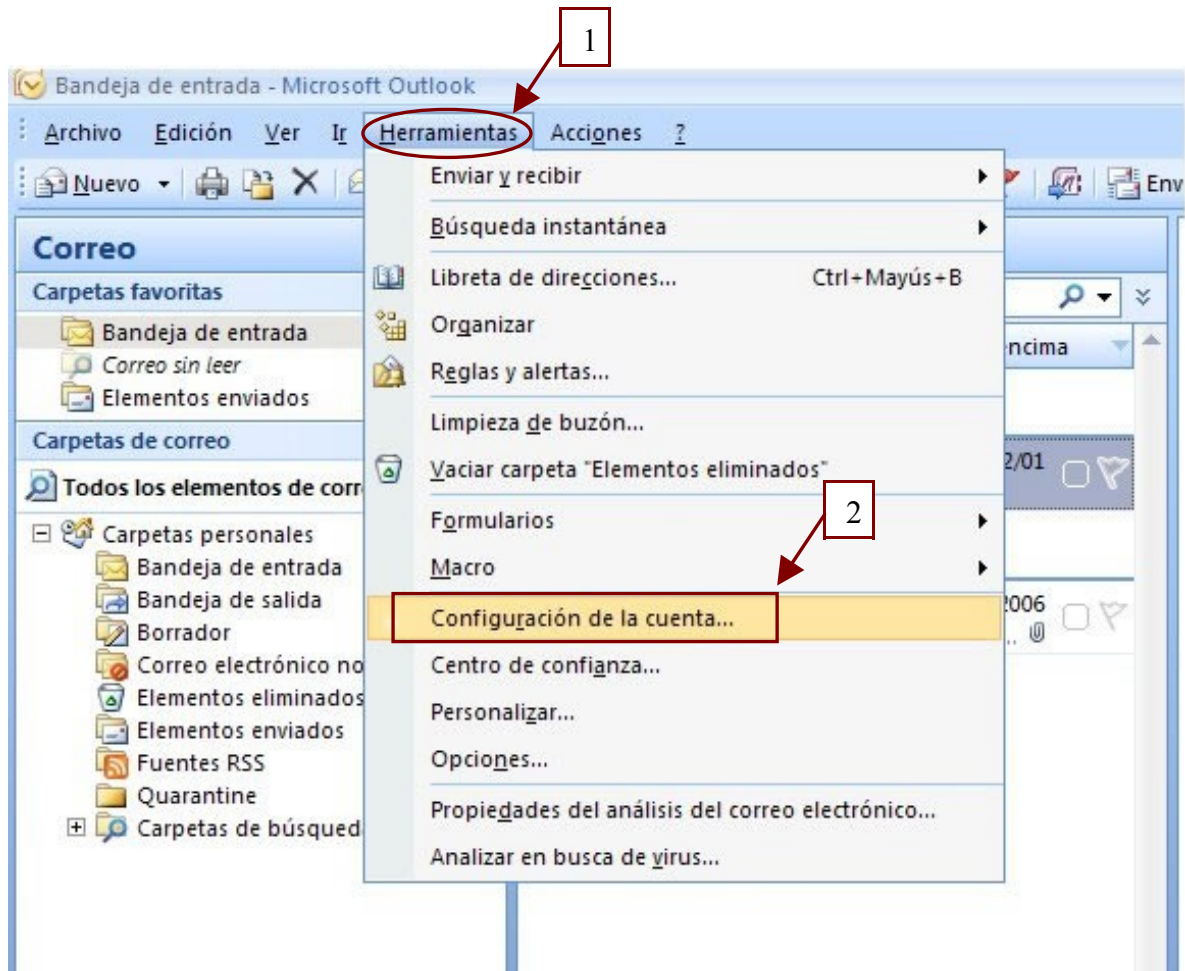 1
Bandeja de entrada - Microsoft Outlook
Archivo Edición Ver Ir Herramientas Acciones ?
Nuevo
Correo
Carpetas favoritas
Bandeja de entrada
Correo sin leer
Elementos enviados
Carpetas de correo
Todos los elementos de corr
Carpetas personales
Bandeja de entrada
Bandeja de salida
Borrador
Correo electrónico no
Elementos eliminados
Elementos enviados
Fuentes RSS
Quarantine
Carpetas de búsqued
Enviar y recibir
Búsqueda instantánea
Libreta de direcciones... Ctrl+Mayús+B
Organizar
Reglas y alertas...
Limpieza de buzón...
Vaciar carpeta "Elementos eliminados"
Formularios
2
Macro
Configuración de la cuenta...
Centro de confianza...
Personalizar...
Opciones...
Propiedades del análisis del correo electrónico...
Analizar en busca de virus...
Env
encima
2/01
2006